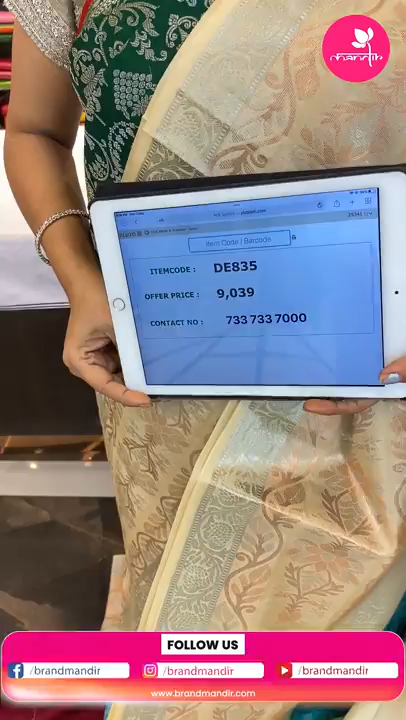 mandir
Item Code / Barcode
ITEMCODE : DE835
OFFER PRICE : 9,039
CONTACT NO : 733 733 7000
FOLLOW US
/brandmandir /brandmandir /brandmandir
www.brandmandir.com